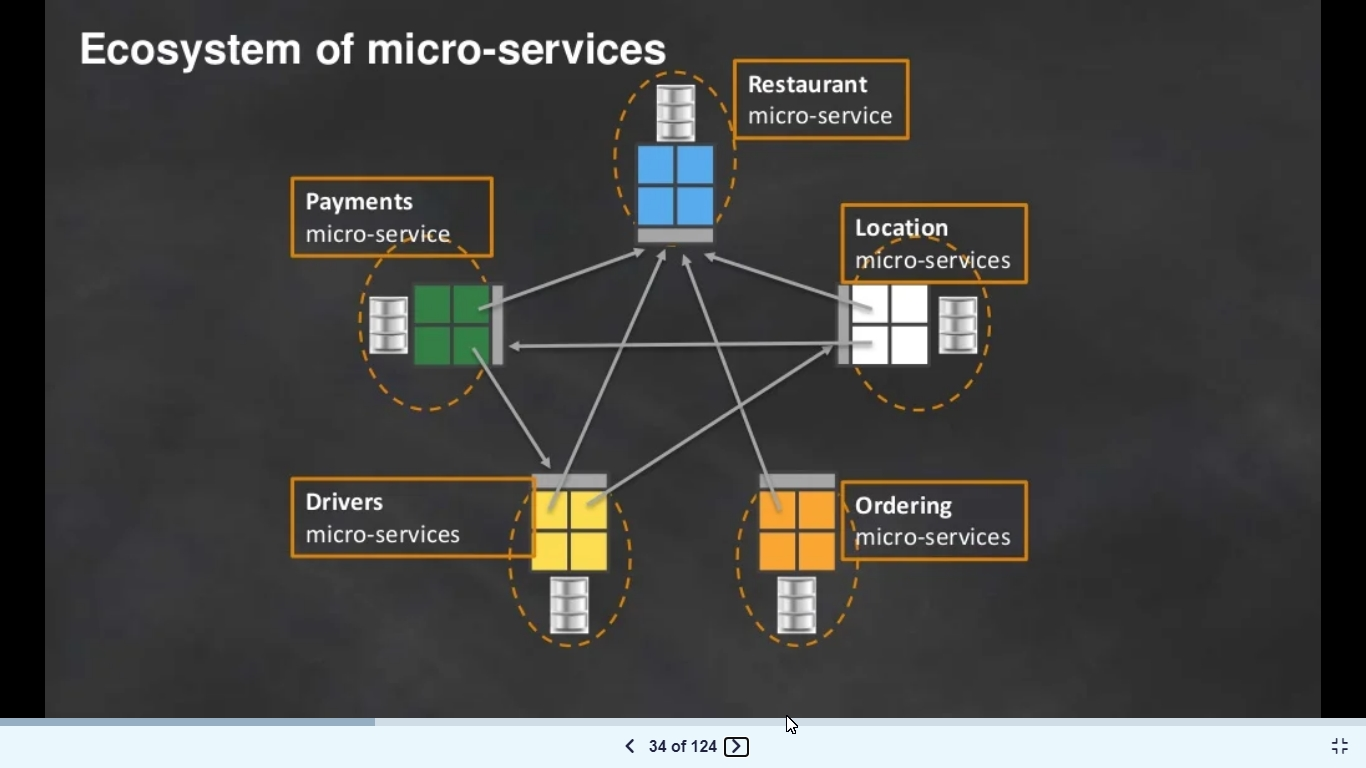 Ecosystem of micro-services
Restaurant
micro-service
Payments
micro-service
Location
micro-services
Drivers
micro-services
Ordering
micro-services
34 of 124